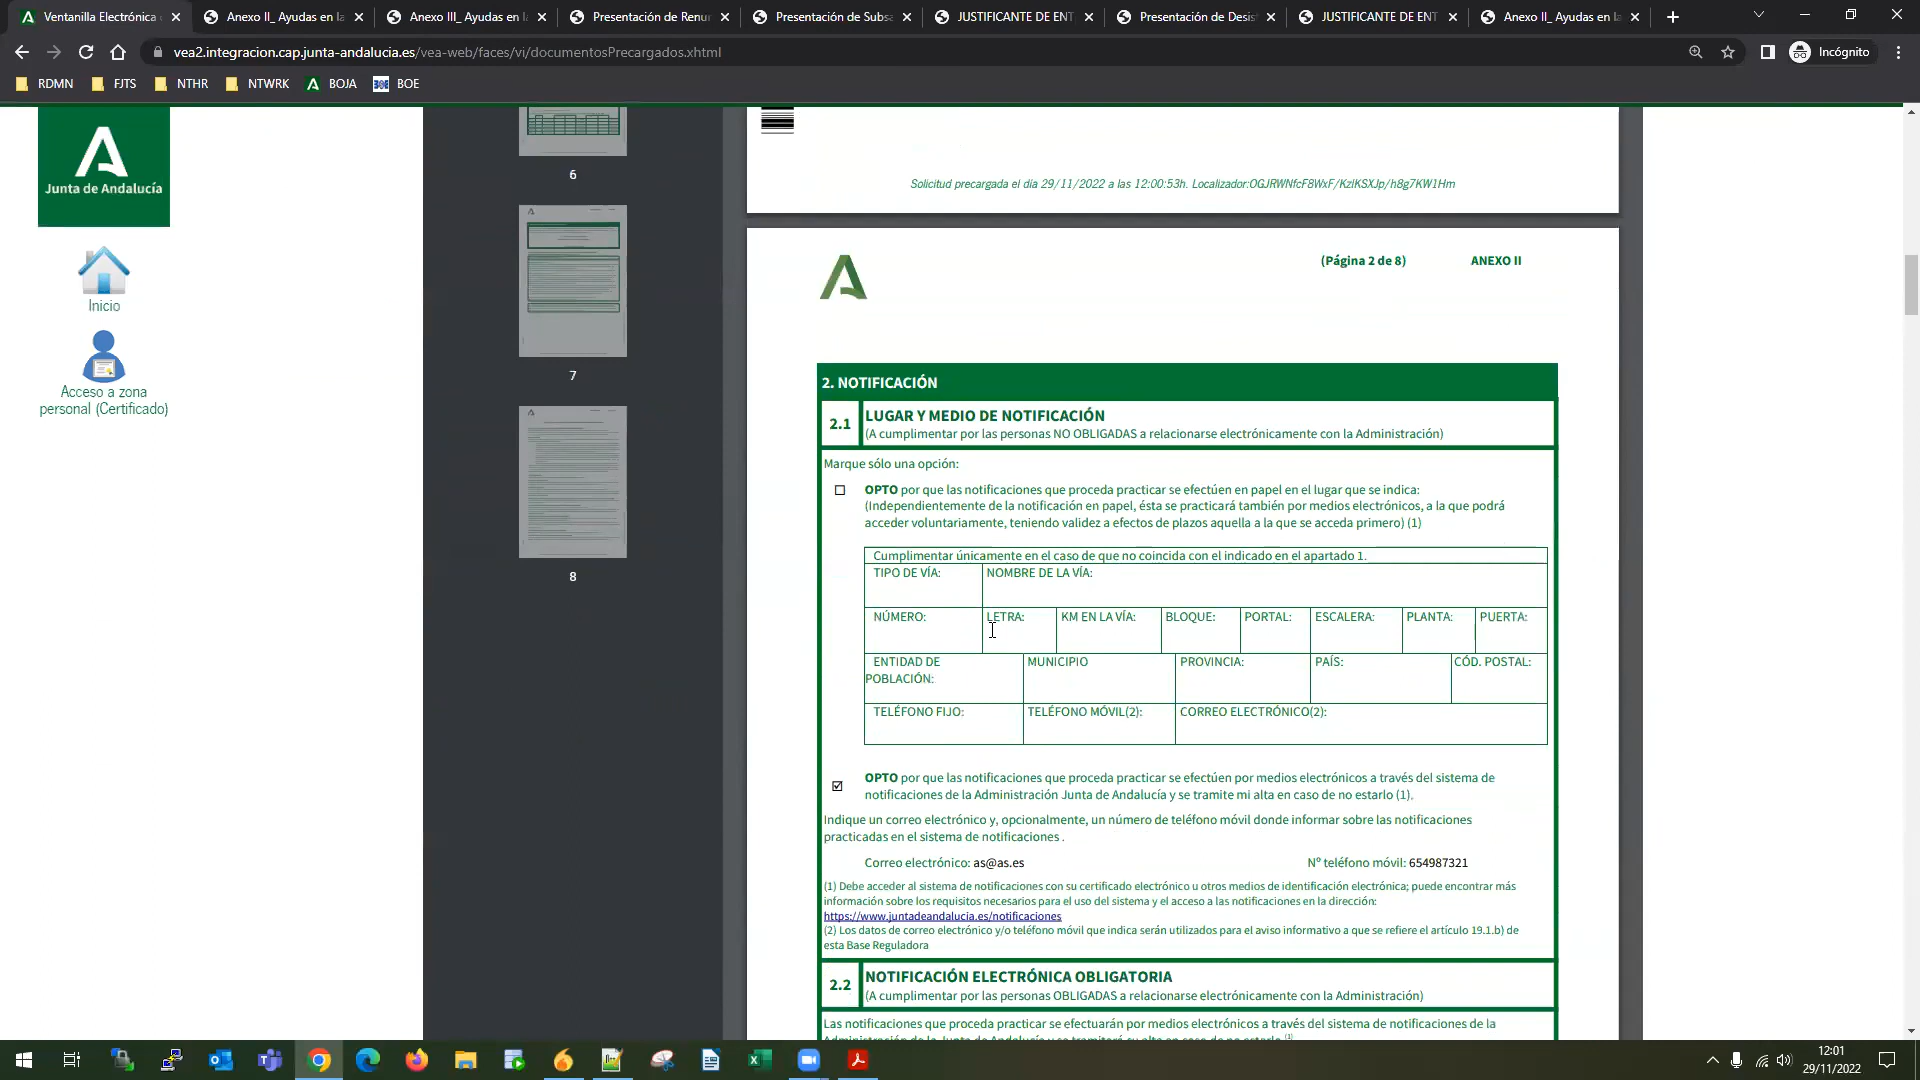 Ventanilla Electrónica
Anexo II_ Ayudas en la
Anexo III_ Ayudas en l
Presentación de Renu
Presentación de Subsa
JUSTIFICANTE DE ENT
Presentación de Desis
JUSTIFICANTE DE ENT
Anexo II_ Ayudas en la
vea2.integracion.cap.junta-andalucia.es/vea-web/faces/vi/documentosPrecargados.xhtml
Incógnito
RDMN
FJTS
NTHR
NTWRK
BOJA
BOE
Junta de Andalucía
Inicio
Acceso a zona
personal (Certificado)
6
7
8
Solicitud precargada el día 29/11/2022 a las 12:00:53h. Localizador:OGJRWNfcF8WxF/KzlKSXJp/h8g7KW1Hm
(Página 2 de 8)
ANEXO II
2. NOTIFICACIÓN
2.1
LUGAR Y MEDIO DE NOTIFICACIÓN
(A cumplimentar por las personas NO OBLIGADAS a relacionarse electrónicamente con la Administración)
Marque sólo una opción:
OPTO por que las notificaciones que proceda practicar se efectúen en papel en el lugar que se indica:
(Independientemente de la notificación en papel, ésta se practicará también por medios electrónicos, a la que podrá
acceder voluntariamente, teniendo validez a efectos de plazos aquella a la que se acceda primero) (1)
Cumplimentar únicamente en el caso de que no coincida con el indicado en el apartado 1.
TIPO DE VÍA:
NOMBRE DE LA VÍA:
NÚMERO:
LETRA:
KM EN LA VÍA:
BLOQUE:
PORTAL:
ESCALERA:
PLANTA:
PUERTA:
ENTIDAD DE
POBLACIÓN:
MUNICIPIO
PROVINCIA:
PAÍS:
CÓD. POSTAL:
TELÉFONO FIJO:
TELÉFONO MÓVIL(2):
CORREO ELECTRÓNICO(2):
OPTO por que las notificaciones que proceda practicar se efectúen por medios electrónicos a través del sistema de
notificaciones de la Administración Junta de Andalucía y se tramite mi alta en caso de no estarlo (1).
Indique un correo electrónico y, opcionalmente, un número de teléfono móvil donde informar sobre las notificaciones
practicadas en el sistema de notificaciones .
Correo electrónico: as@as.es
Nº teléfono móvil: 654987321
(1) Debe acceder al sistema de notificaciones con su certificado electrónico u otros medios de identificación electrónica; puede encontrar más
información sobre los requisitos necesarios para el uso del sistema y el acceso a las notificaciones en la dirección:
https://www.juntadeandalucia.es/notificaciones
(2) Los datos de correo electrónico y/o teléfono móvil que indica serán utilizados para el aviso informativo a que se refiere el artículo 19.1.b) de
esta Base Reguladora
2.2
NOTIFICACIÓN ELECTRÓNICA OBLIGATORIA
(A cumplimentar por las personas OBLIGADAS a relacionarse electrónicamente con la Administración)
Las notificaciones que proceda practicar se efectuarán por medios electrónicos a través del sistema de notificaciones de la
12:01
29/11/2022